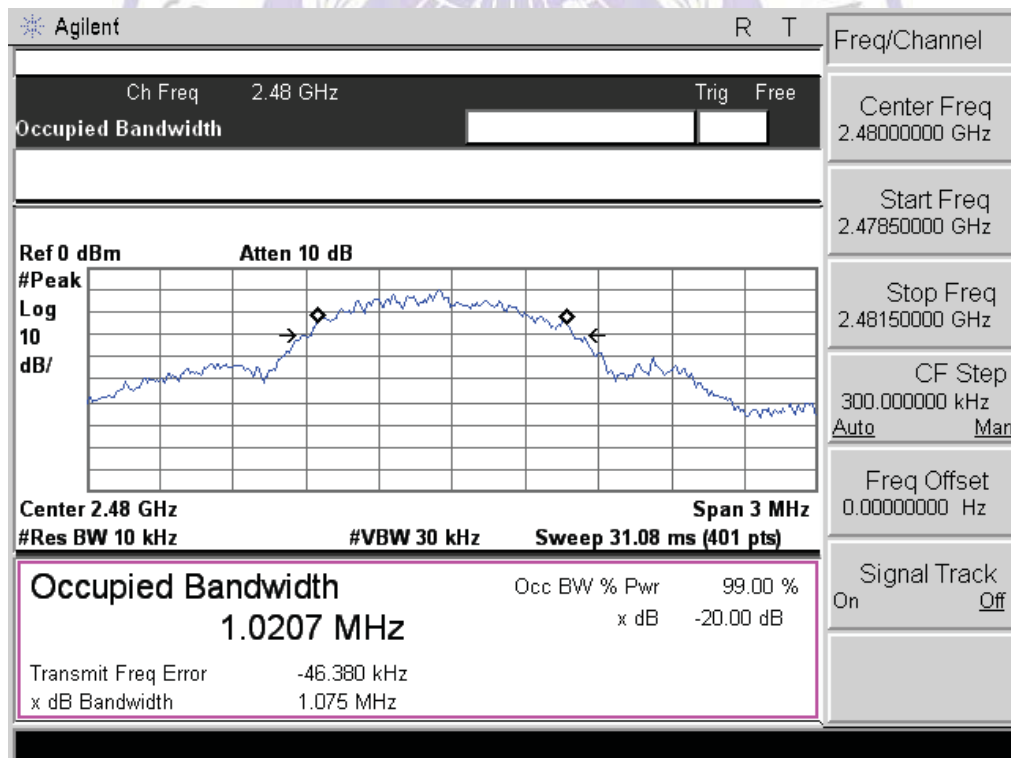 Agilent R T
Ch Freq 2.48 GHz Trig Free
Occupied Bandwidth
Ref 0 dBm Atten 10 dB
#Peak
Log
10
dB/
Center 2.48 GHz Span 3 MHz
#Res BW 10 kHz #VBW 30 kHz Sweep 31.08 ms (401 pts)
Occupied Bandwidth Occ BW % Pwr 99.00 %
1.0207 MHz x dB -20.00 dB
Transmit Freq Error -46.380 kHz
x dB Bandwidth 1.075 MHz
Freq/Channel
Center Freq
2.48000000 GHz
Start Freq
2.47850000 GHz
Stop Freq
2.48150000 GHz
CF Step
300.000000 kHz
Auto Man
Freq Offset
0.00000000 Hz
Signal Track
On Off